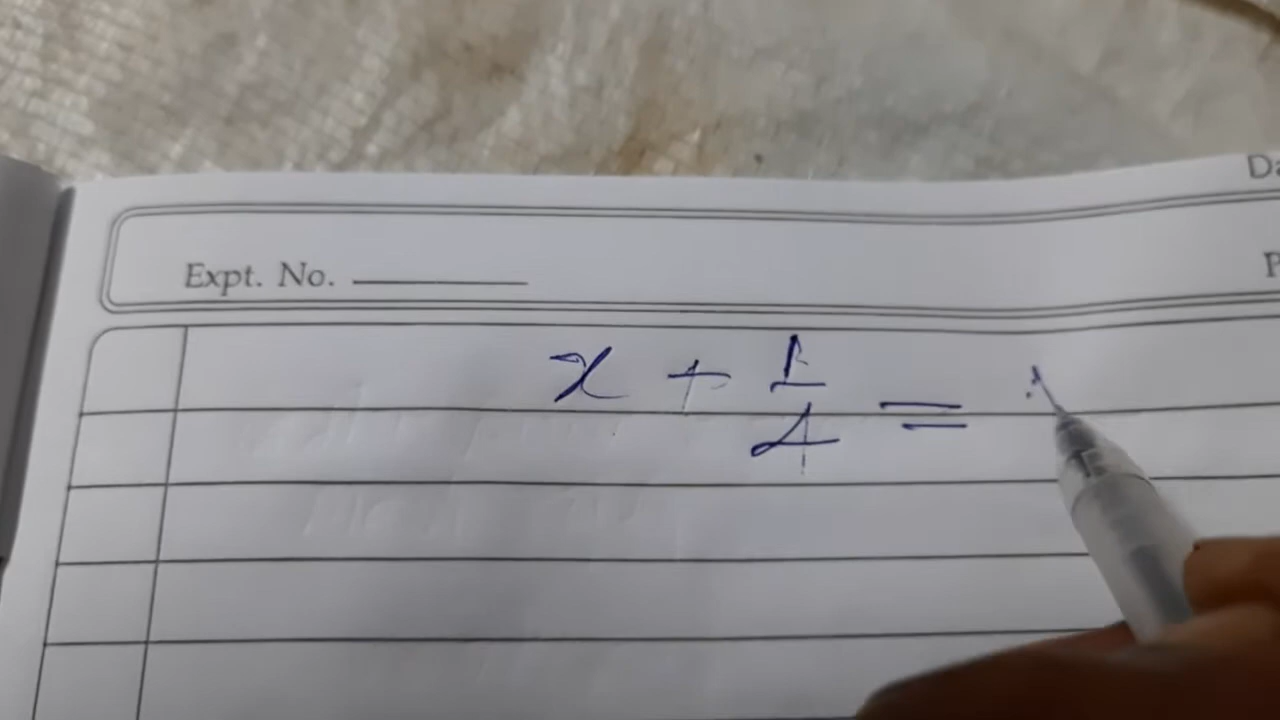 Expt. No.
x + 1/4 =